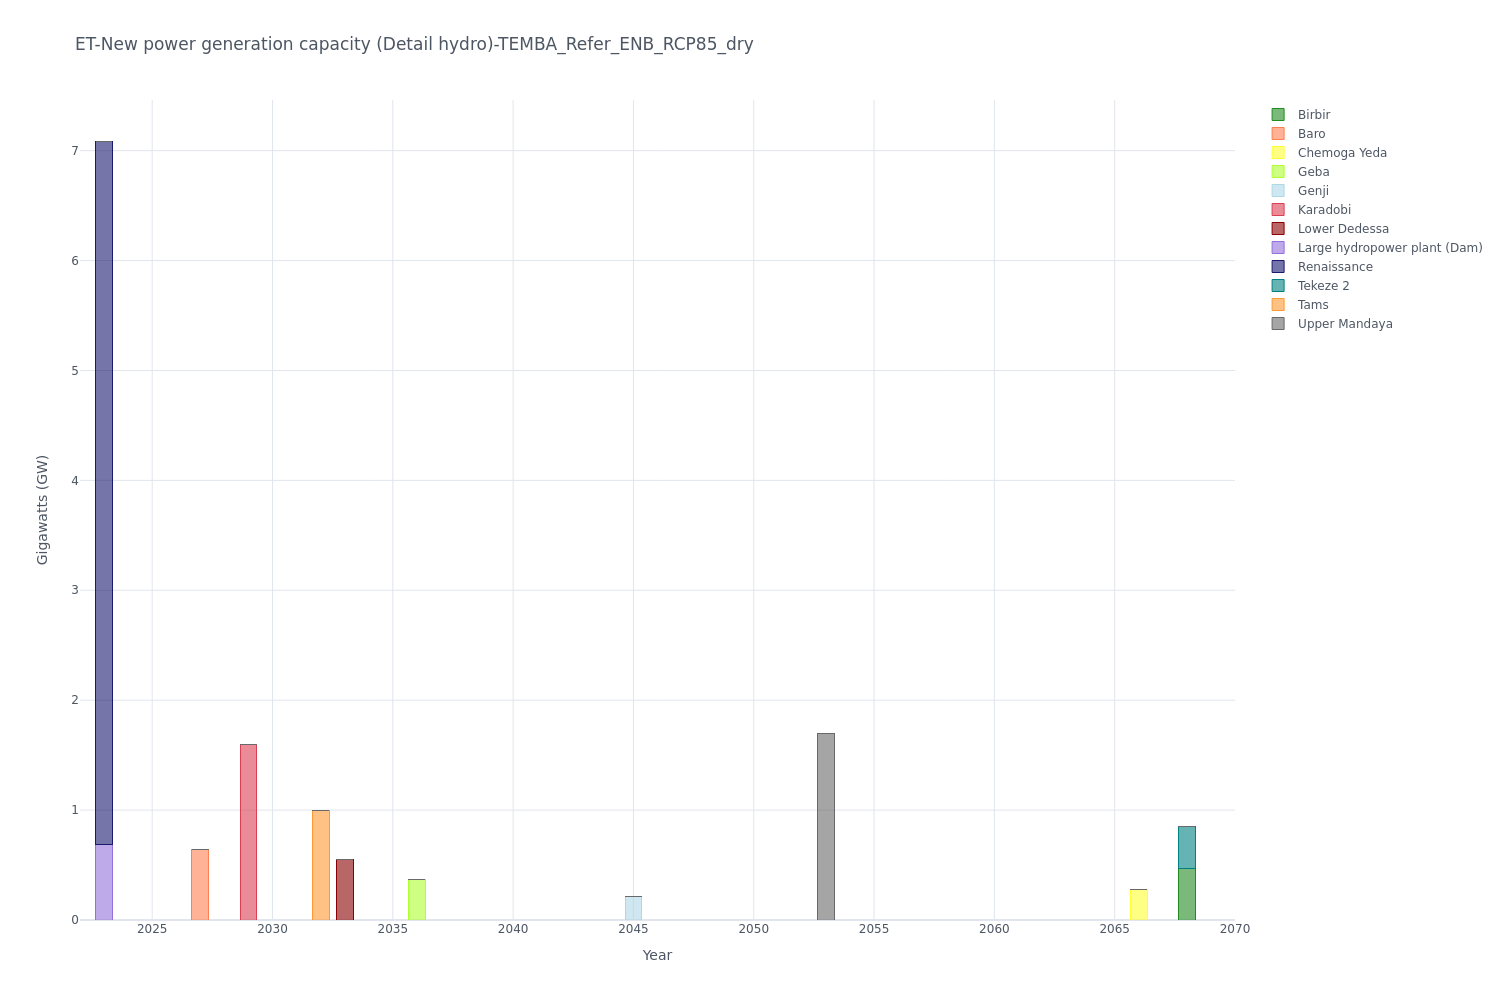 ET-New power generation capacity (Detail hydro)-TEMBA_Refer_ENB_RCP85_dry
Birbir
Baro
Chemoga Yeda
Geba
Genji
Karadobi
Lower Dedessa
Large hydropower plant (Dam)
Renaissance
Tekeze 2
Tams
Upper Mandaya
7
6
5
4
3
2
1
0
Gigawatts (GW)
2025 2030 2035 2040 2045 2050 2055 2060 2065 2070
Year